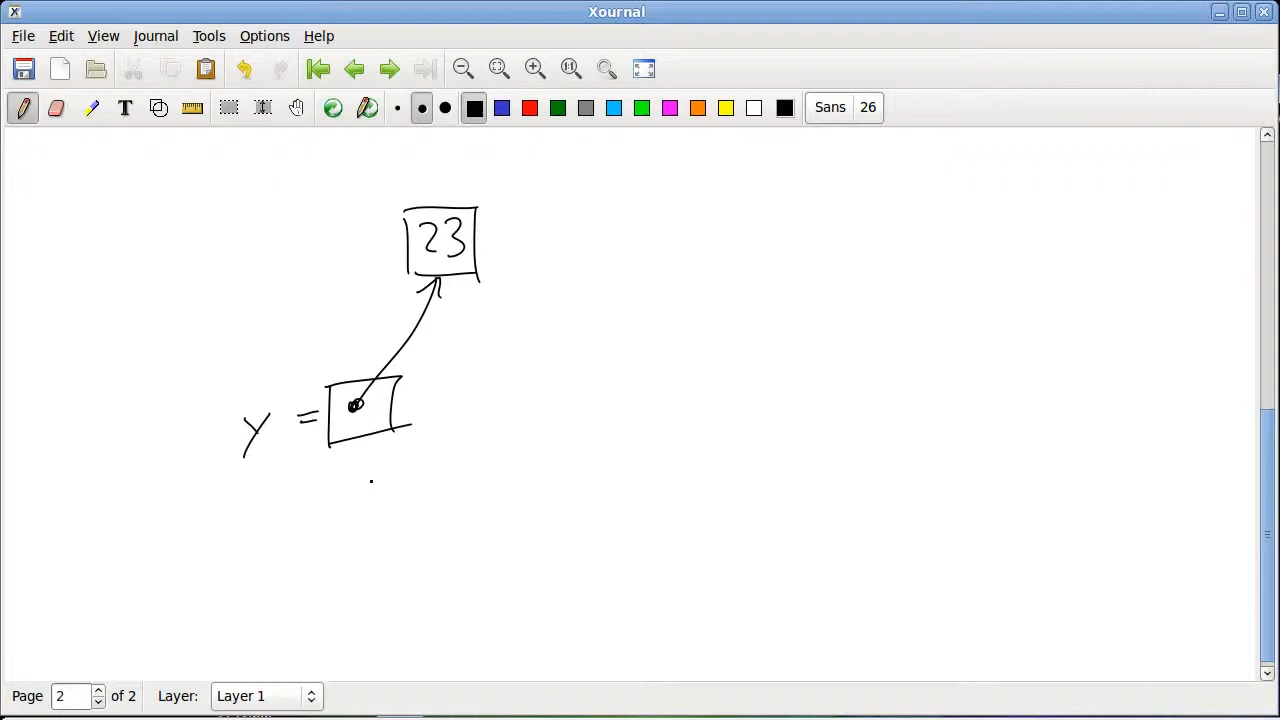 Xournal
File Edit View Journal Tools Options Help
Sans 26
23
y =
Page 2 of 2 Layer: Layer 1